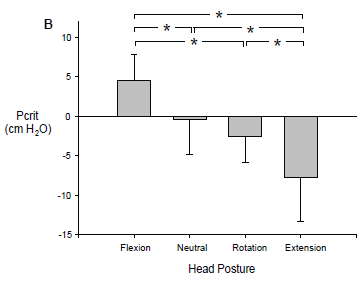 B
*
* *
* *
10
5
0
-5
-10
-15
Pcrit
(cm H₂O)
Flexion Neutral Rotation Extension
Head Posture